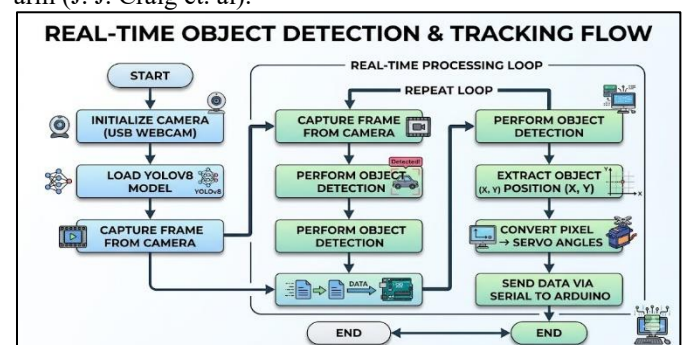 arm (J. J. Craig et. al).
REAL-TIME OBJECT DETECTION & TRACKING FLOW
START
INITIALIZE CAMERA
(USB WEBCAM)
LOAD YOLOV8
MODEL
YOLOv8
CAPTURE FRAME
FROM CAMERA
REAL-TIME PROCESSING LOOP
REPEAT LOOP
CAPTURE FRAME
FROM CAMERA
Detected!
PERFORM OBJECT
DETECTION
PERFORM OBJECT
DETECTION
DATA
PERFORM OBJECT
DETECTION
EXTRACT OBJECT
(X, Y) POSITION (X, Y)
Y
X
CONVERT PIXEL
→ SERVO ANGLES
SEND DATA VIA
SERIAL TO ARDUINO
END
END